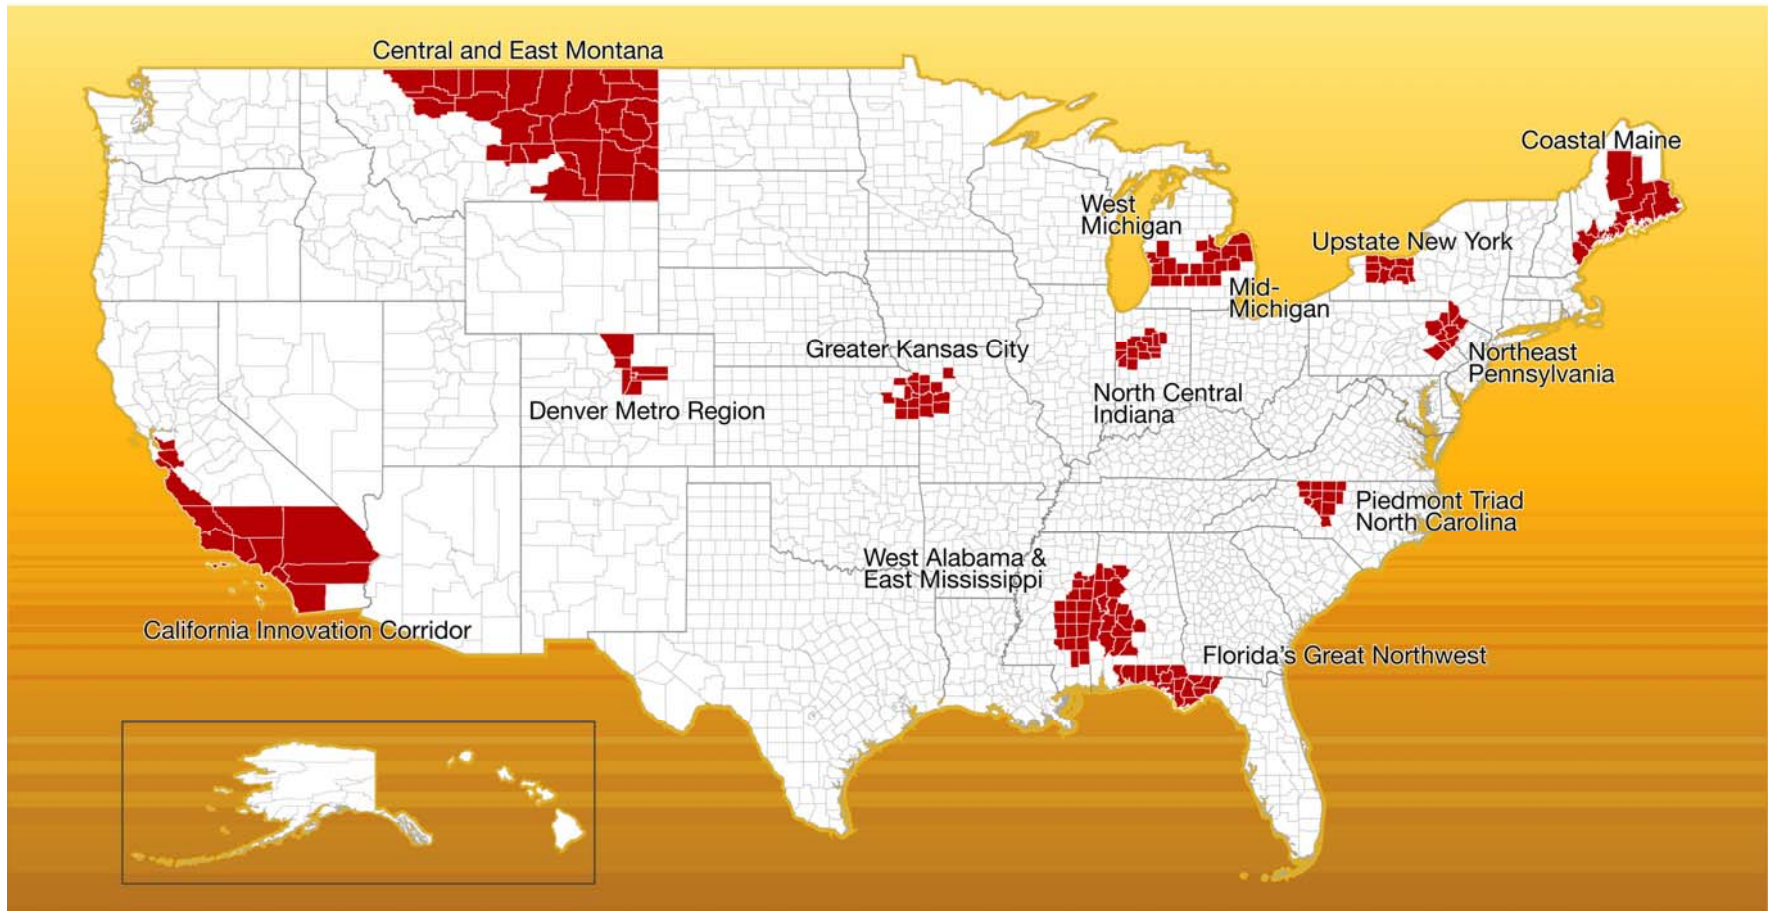 Central and East Montana
Coastal Maine
West
Michigan
Upstate New York
Mid-
Michigan
Greater Kansas City
Northeast
Pennsylvania
North Central
Indiana
Denver Metro Region
Piedmont Triad
North Carolina
West Alabama &
East Mississippi
California Innovation Corridor
Florida's Great Northwest